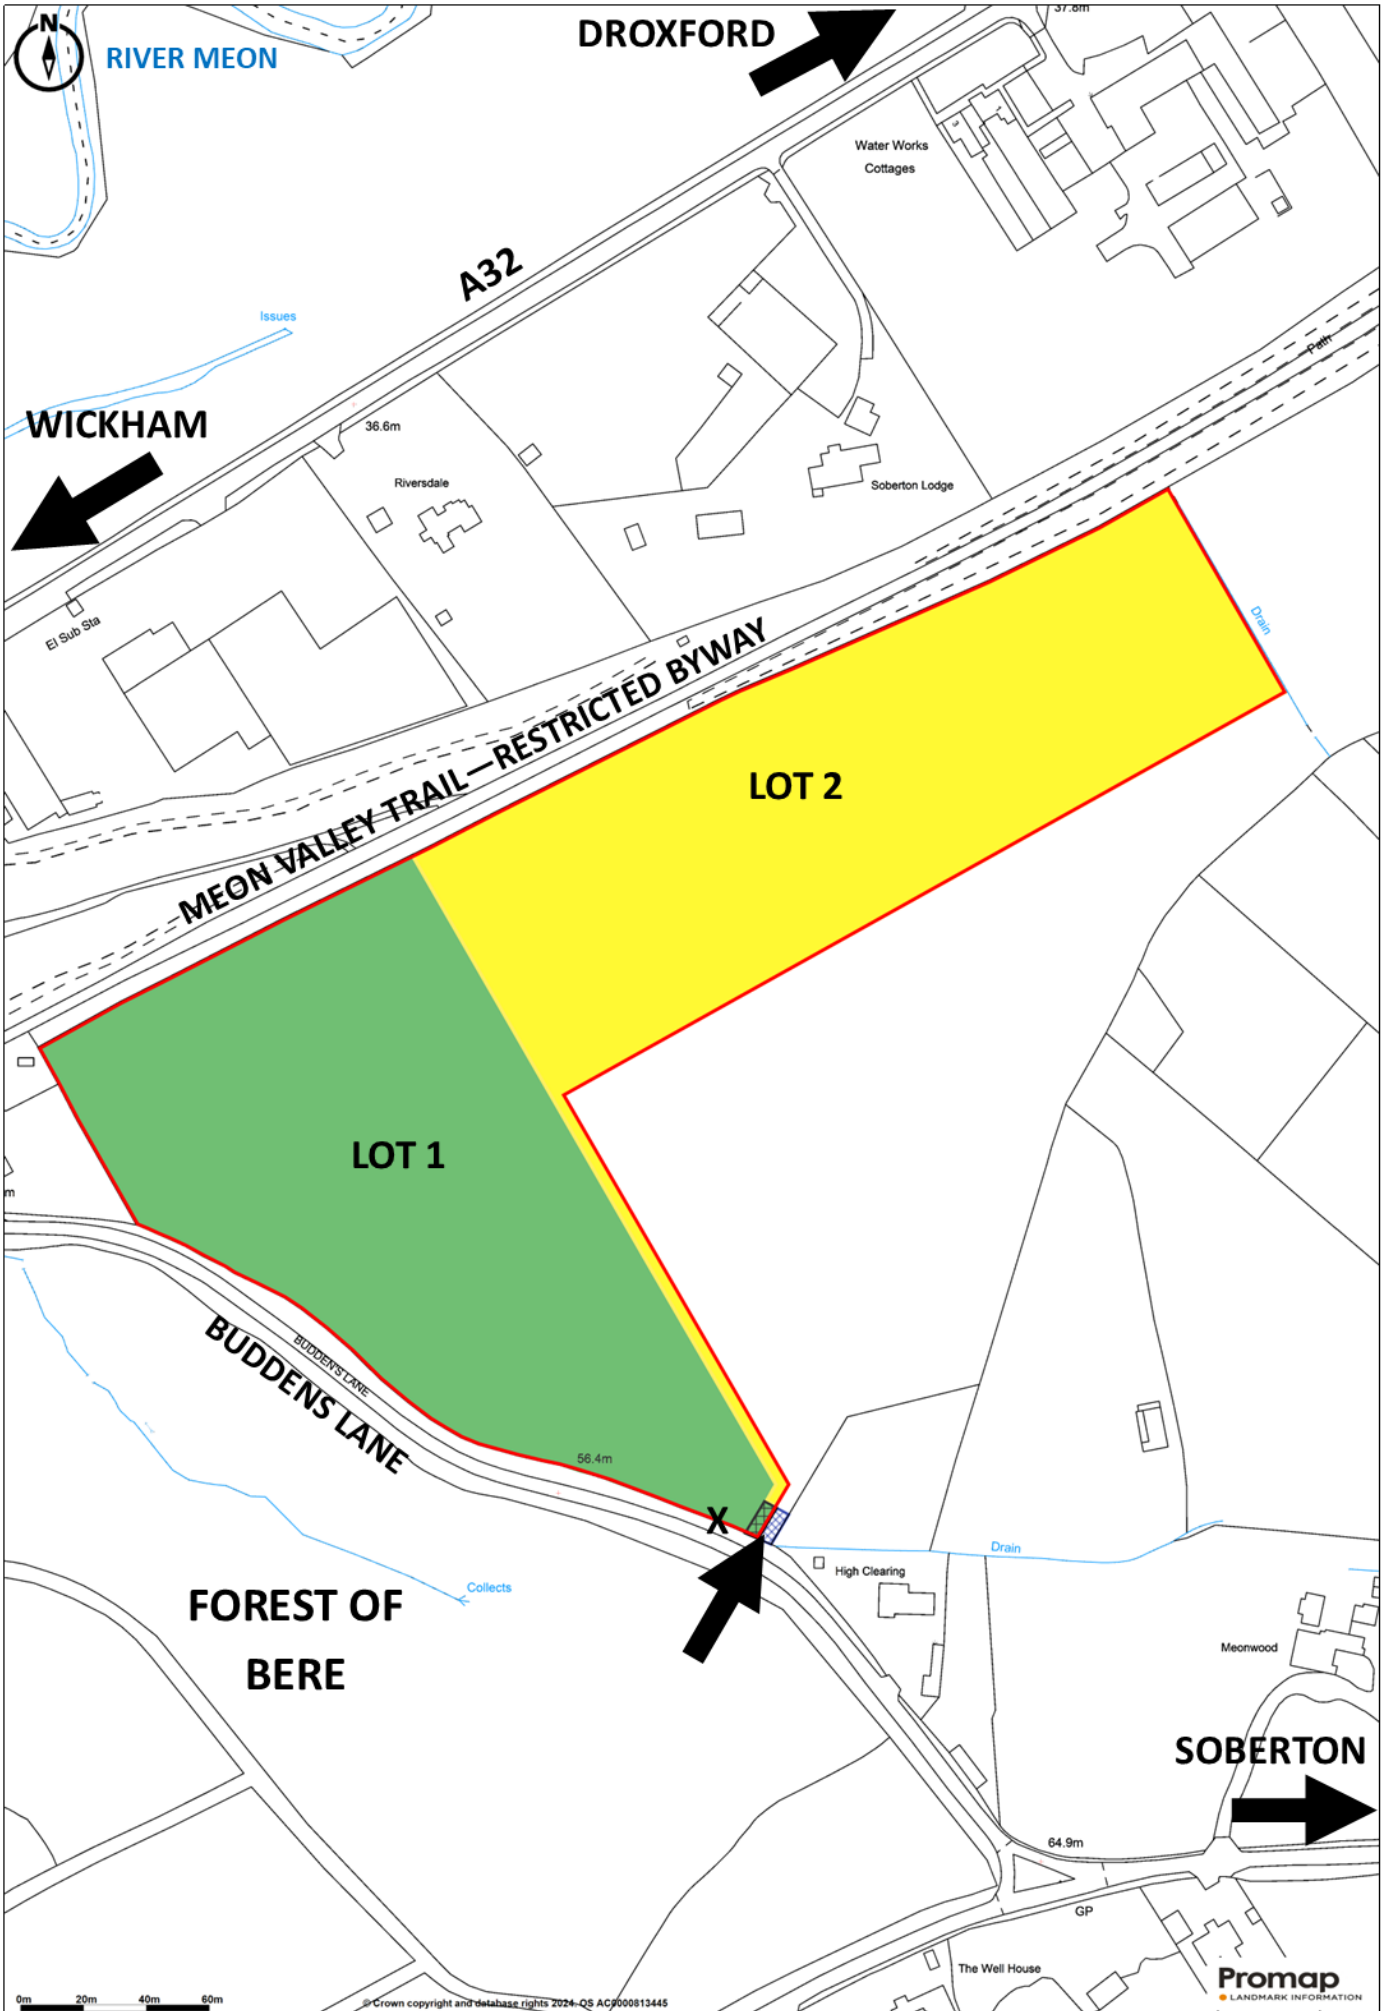 N
RIVER MEON
DROXFORD
37.8m
Water Works
Cottages
A32
Issues
Path
WICKHAM
36.6m
Riversdale
Soberton Lodge
El Sub Sta
Drain
MEON VALLEY TRAIL—RESTRICTED BYWAY
LOT 2
LOT 1
m
BUDDENS LANE
BUDDEN'S LANE
56.4m
X
Drain
High Clearing
Collects
FOREST OF
BERE
Meonwood
SOBERTON
64.9m
GP
The Well House
Promap
LANDMARK INFORMATION
0m 20m 40m 60m
© Crown copyright and database rights 2024. OS AC0000813445